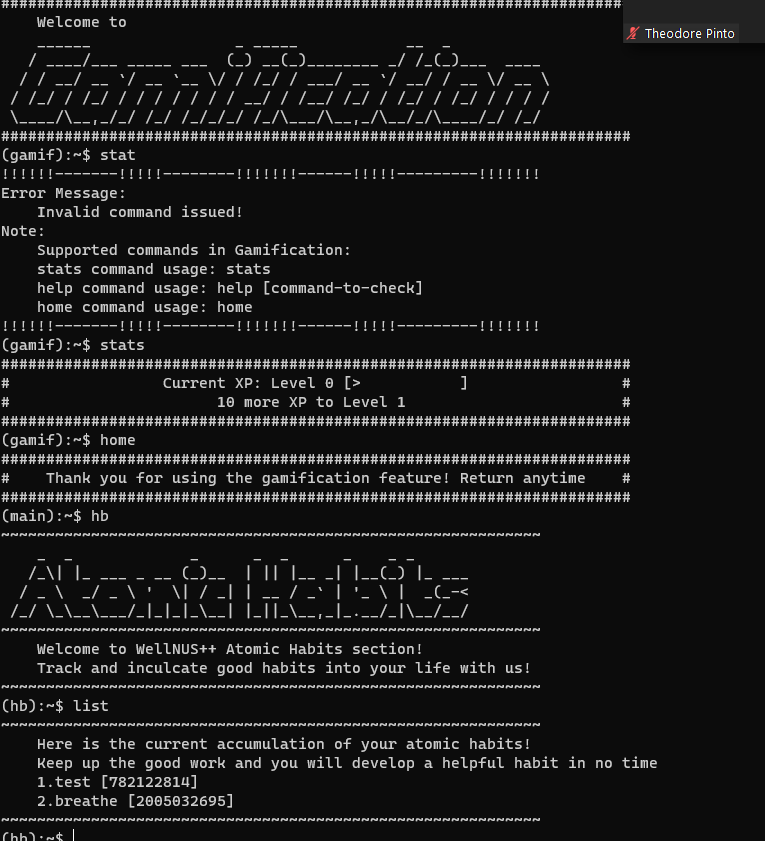 ######################################################################
Theodore Pinto
    Welcome to
Gamification
######################################################################
(gamif):~$ stat
!!!!!!-------!!!!!--------!!!!!!!------!!!!!---------!!!!!!!
Error Message:
    Invalid command issued!
Note:
    Supported commands in Gamification:
    stats command usage: stats
    help command usage: help [command-to-check]
    home command usage: home
!!!!!!-------!!!!!--------!!!!!!!------!!!!!---------!!!!!!!
(gamif):~$ stats
######################################################################
#                 Current XP: Level 0 [>           ]                 #
#                       10 more XP to Level 1                        #
######################################################################
(gamif):~$ home
######################################################################
#    Thank you for using the gamification feature! Return anytime    #
######################################################################
(main):~$ hb
~~~~~~~~~~~~~~~~~~~~~~~~~~~~~~~~~~~~~~~~~~~~~~~~~~~~~~~~~~~~
Atomic Habits
~~~~~~~~~~~~~~~~~~~~~~~~~~~~~~~~~~~~~~~~~~~~~~~~~~~~~~~~~~~~
    Welcome to WellNUS++ Atomic Habits section!
    Track and inculcate good habits into your life with us!
~~~~~~~~~~~~~~~~~~~~~~~~~~~~~~~~~~~~~~~~~~~~~~~~~~~~~~~~~~~~
(hb):~$ list
~~~~~~~~~~~~~~~~~~~~~~~~~~~~~~~~~~~~~~~~~~~~~~~~~~~~~~~~~~~~
    Here is the current accumulation of your atomic habits!
    Keep up the good work and you will develop a helpful habit in no time
    1.test [782122814]
    2.breathe [2005032695]
~~~~~~~~~~~~~~~~~~~~~~~~~~~~~~~~~~~~~~~~~~~~~~~~~~~~~~~~~~~~
(hb):~$